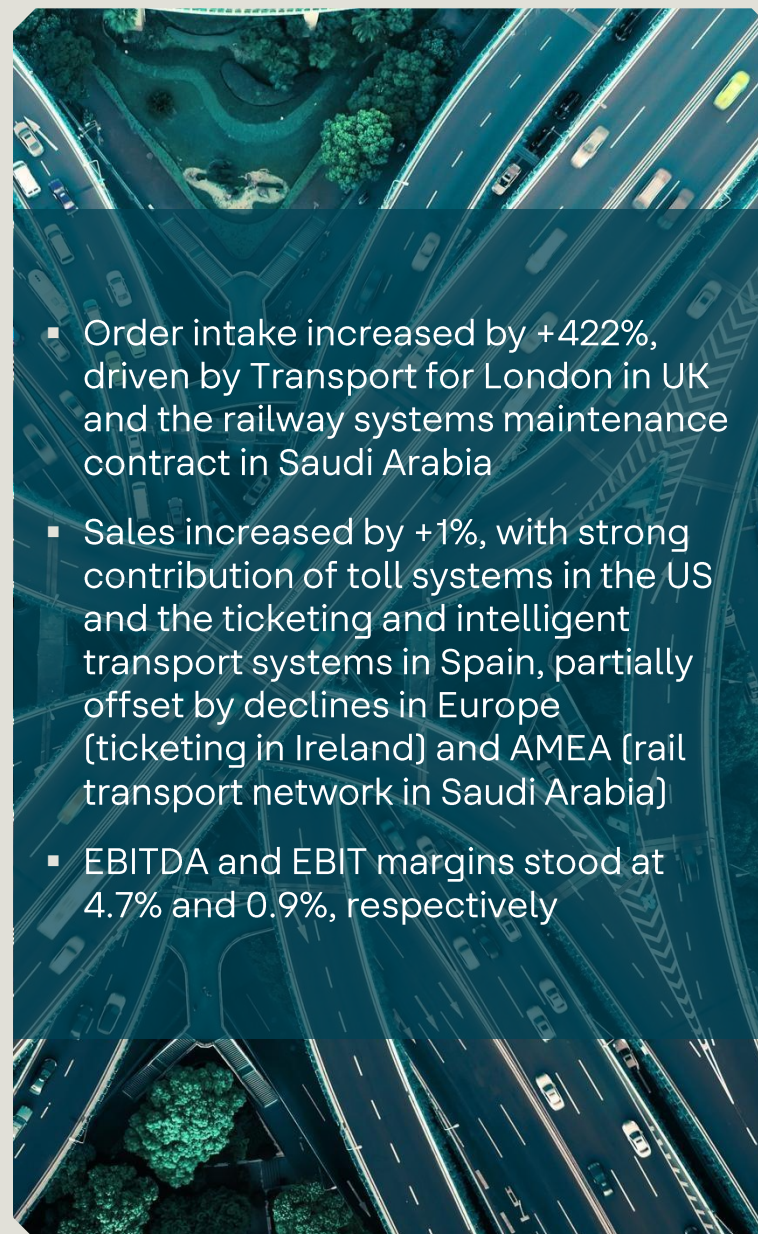 ▪ Order intake increased by +422%,
driven by Transport for London in UK
and the railway systems maintenance
contract in Saudi Arabia
▪ Sales increased by +1%, with strong
contribution of toll systems in the US
and the ticketing and intelligent
transport systems in Spain, partially
offset by declines in Europe
(ticketing in Ireland) and AMEA (rail
transport network in Saudi Arabia)
▪ EBITDA and EBIT margins stood at
4.7% and 0.9%, respectively